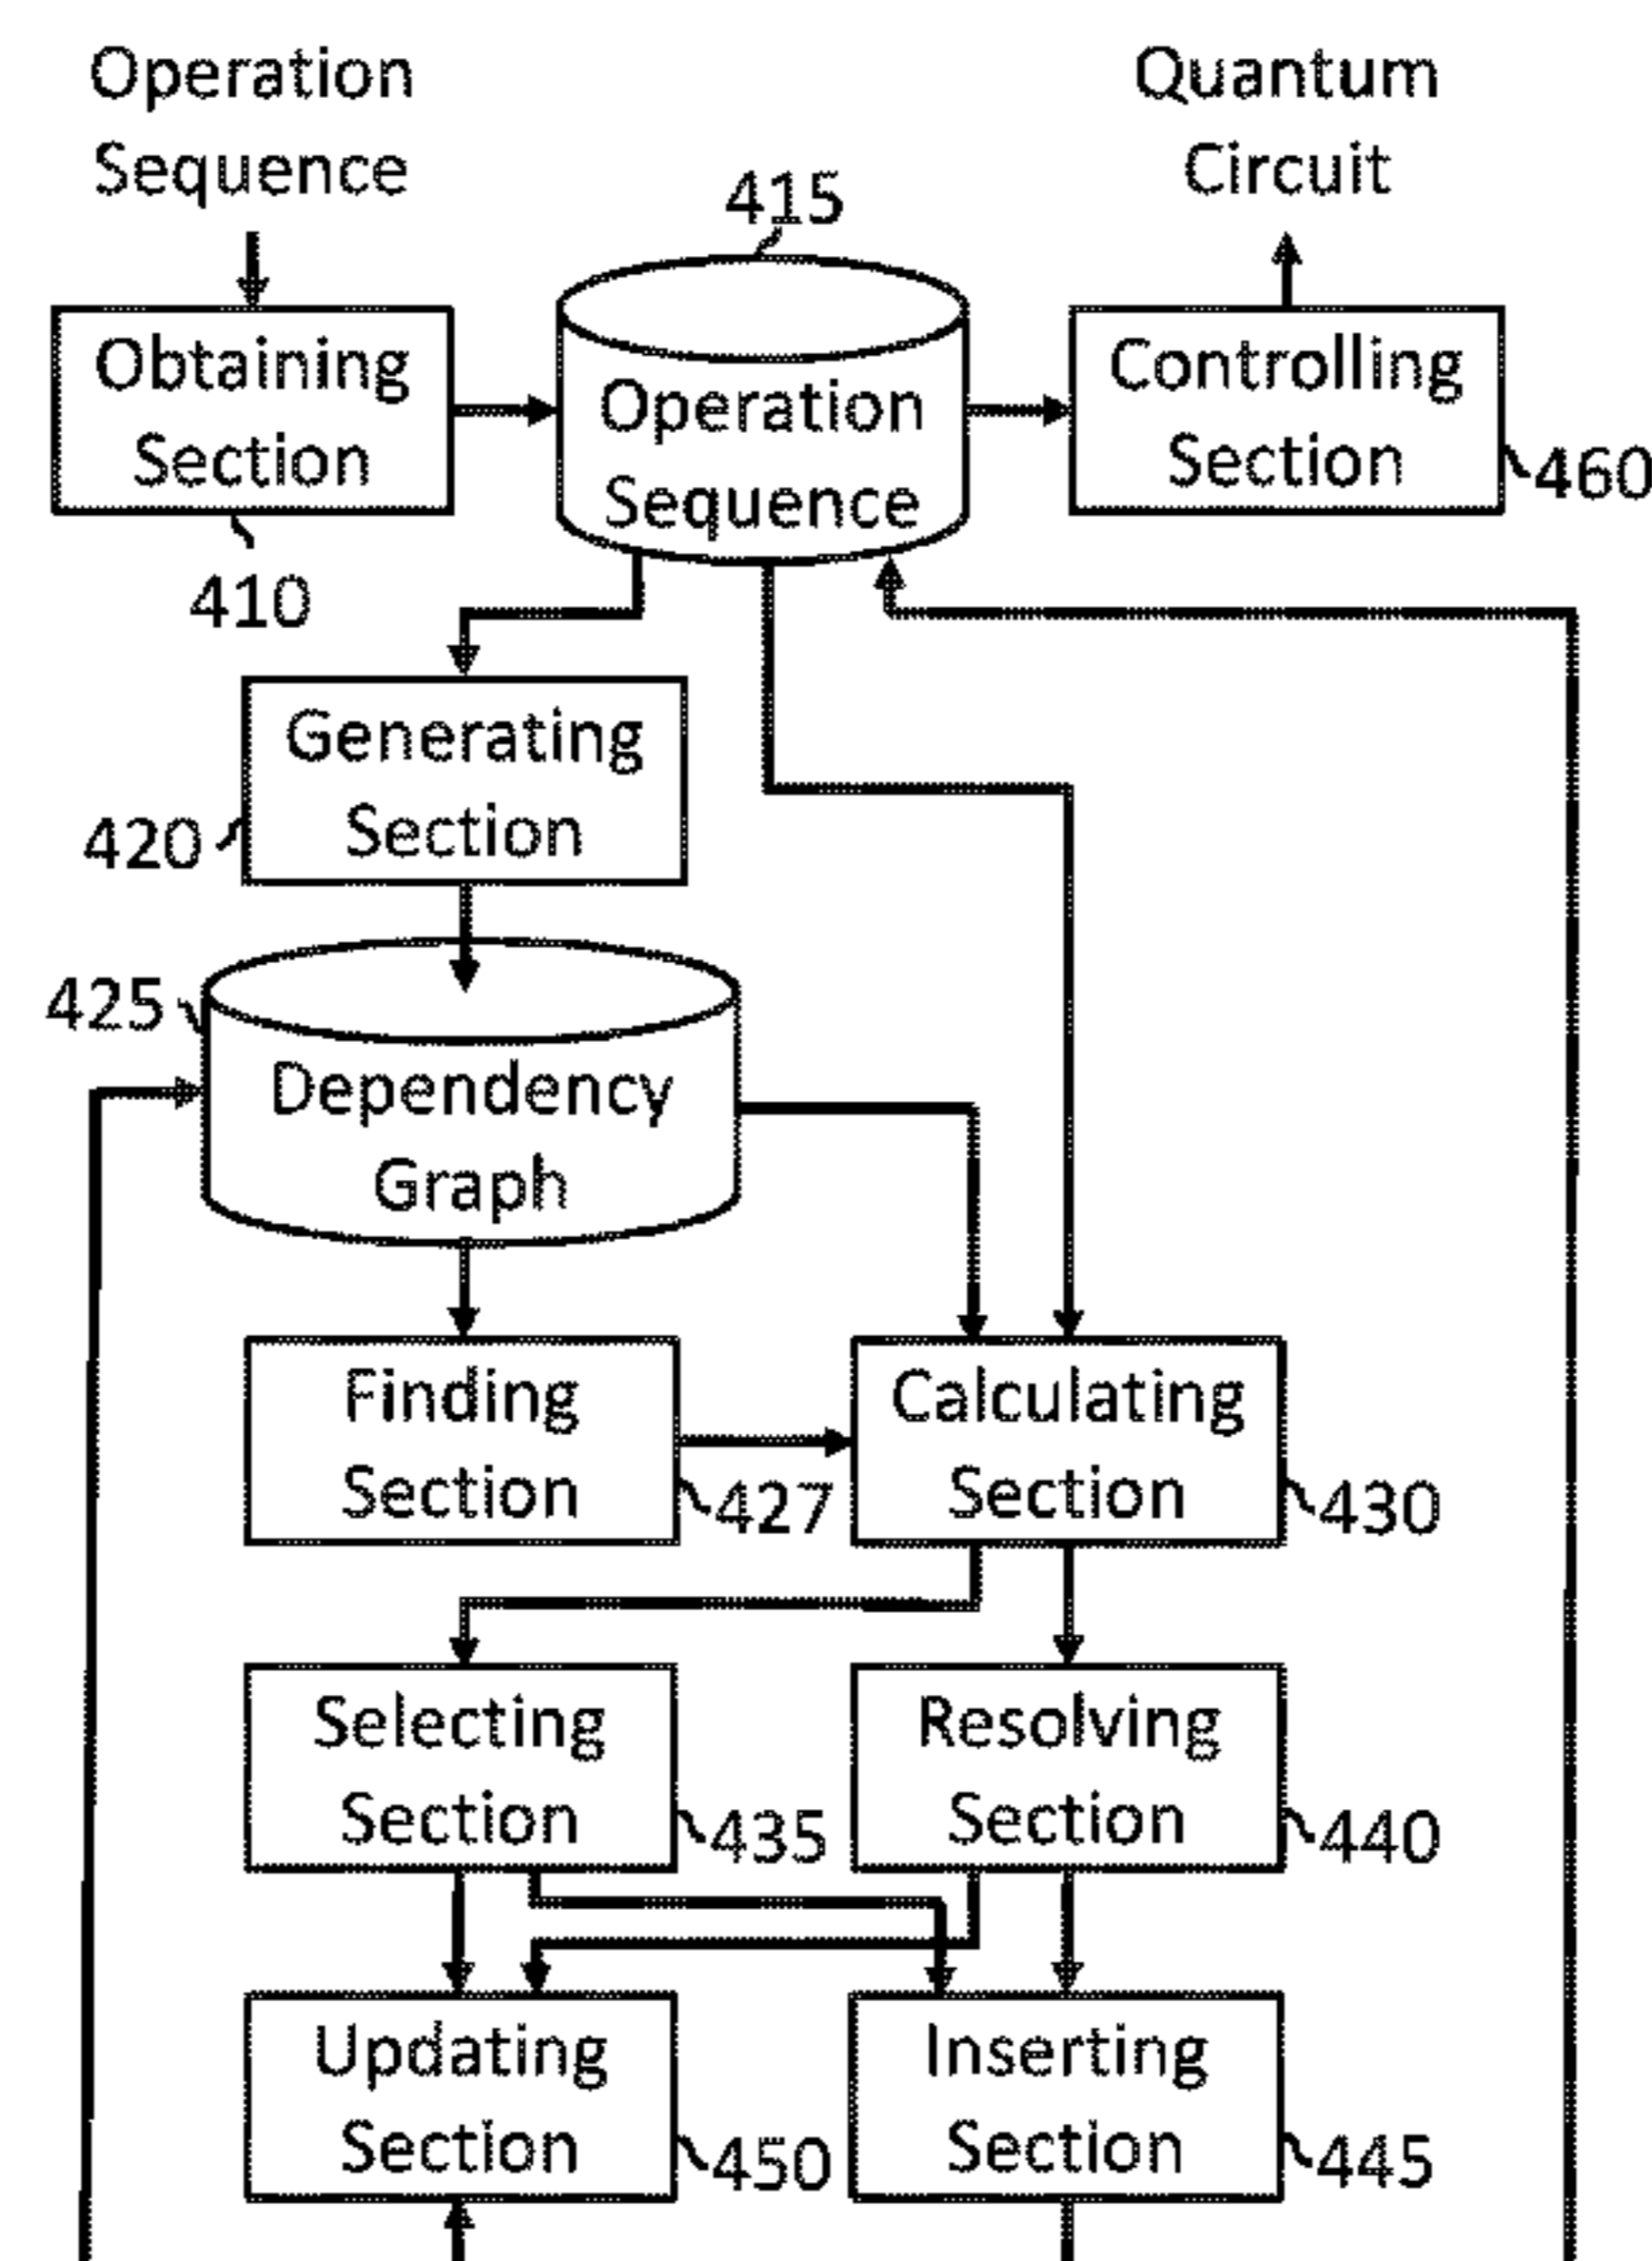 Operation
Sequence
Quantum
Circuit
415
Obtaining
Section
410
Operation
Sequence
Controlling
Section
460
Generating
Section
420
425
Dependency
Graph
Finding
Section
427
Calculating
Section
430
Selecting
Section
435
Resolving
Section
440
Updating
Section
450
Inserting
Section
445